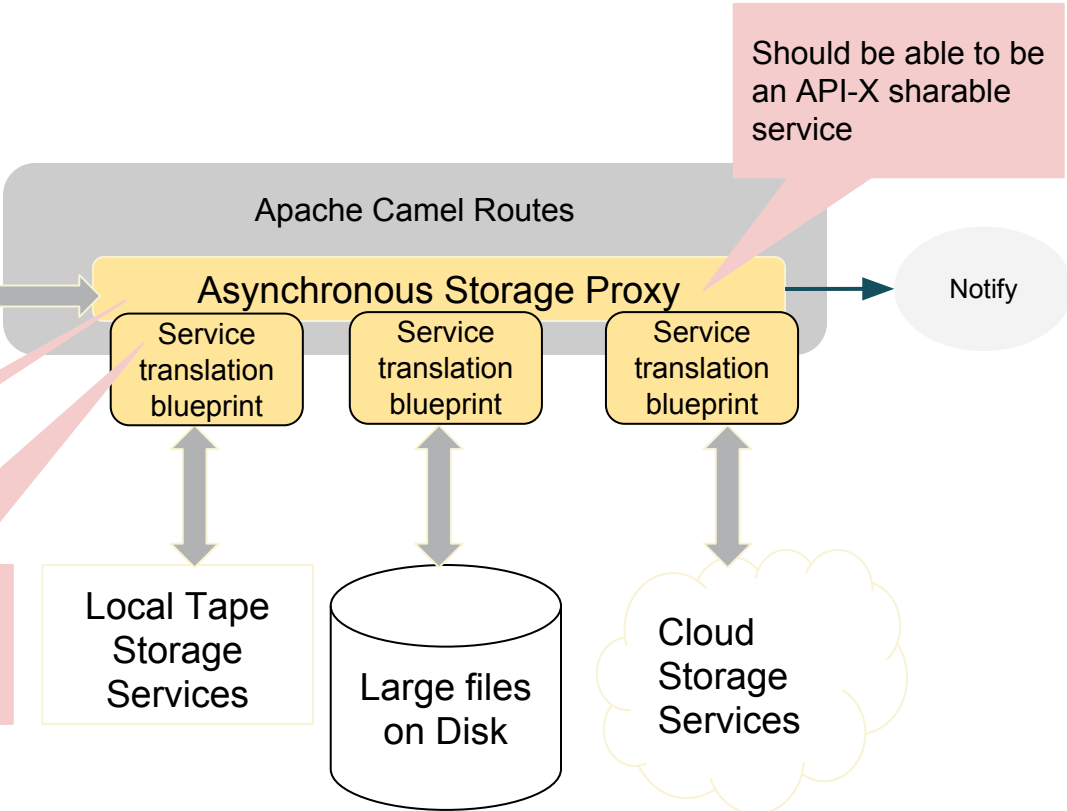 Should be able to be
an API-X sharable
service
Apache Camel Routes
Asynchronous Storage Proxy
Notify
Service
translation
blueprint
Service
translation
blueprint
Service
translation
blueprint
Local Tape
Storage
Services
Large files
on Disk
Cloud
Storage
Services